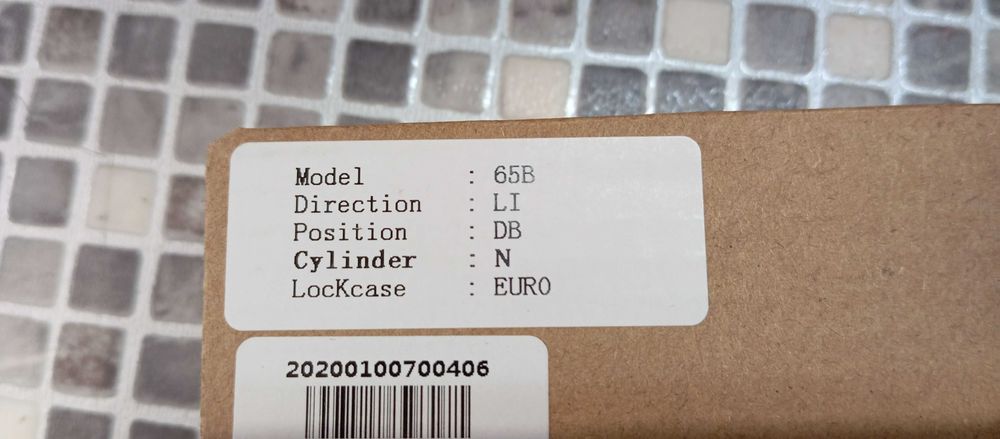 Model : 65B
Direction : LI
Position : DB
Cylinder : N
LocKcase : EURO
20200100700406